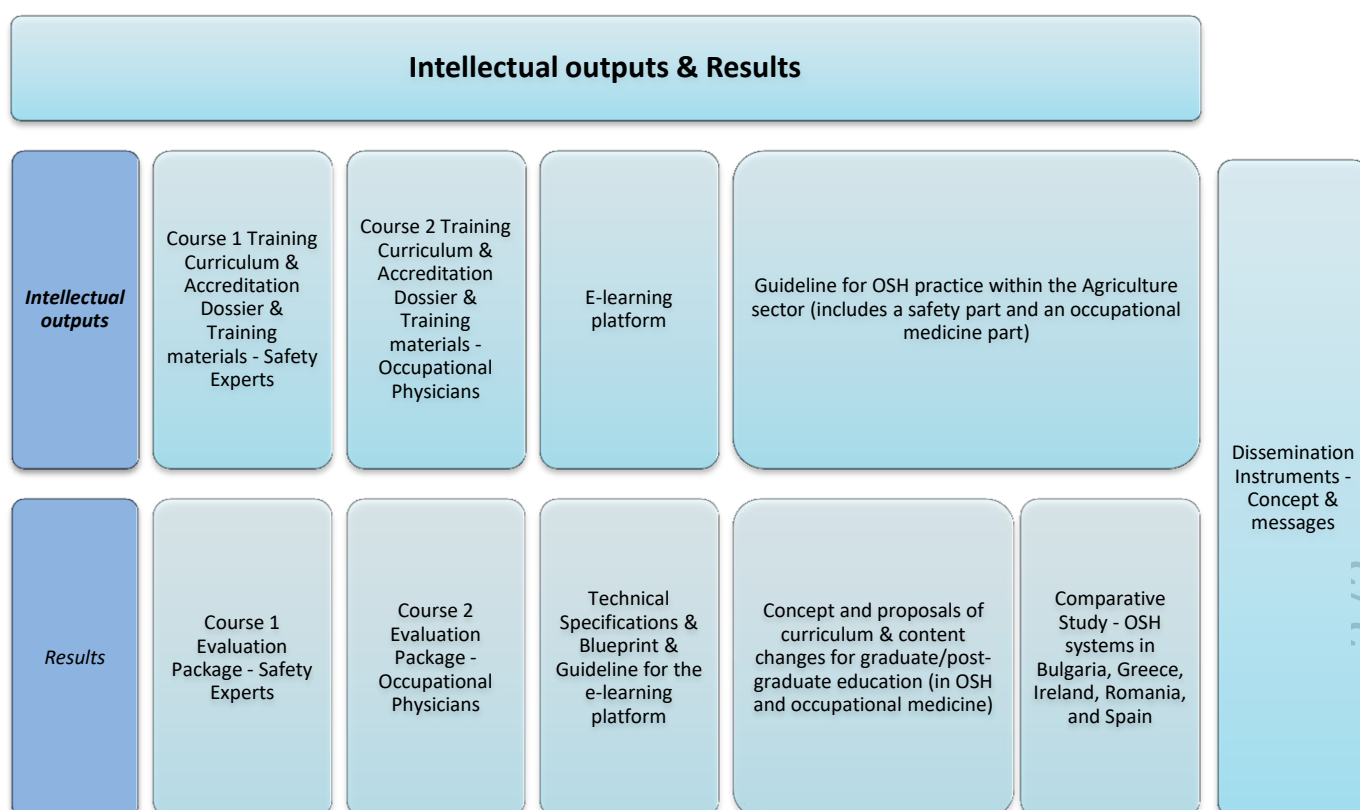 Intellectual outputs & Results
Intellectual
outputs
Course 1 Training
Curriculum &
Accreditation
Dossier &
Training
materials - Safety
Experts
Course 2 Training
Curriculum &
Accreditation
Dossier &
Training
materials -
Occupational
Physicians
E-learning
platform
Guideline for OSH practice within the Agriculture
sector (includes a safety part and an occupational
medicine part)
Dissemination
Instruments -
Concept &
messages
Results
Course 1
Evaluation
Package - Safety
Experts
Course 2
Evaluation
Package -
Occupational
Physicians
Technical
Specifications &
Blueprint &
Guideline for the
e-learning
platform
Concept and proposals of
curriculum & content
changes for graduate/post-
graduate education (in OSH
and occupational medicine)
Comparative
Study - OSH
systems in
Bulgaria, Greece,
Ireland, Romania,
and Spain